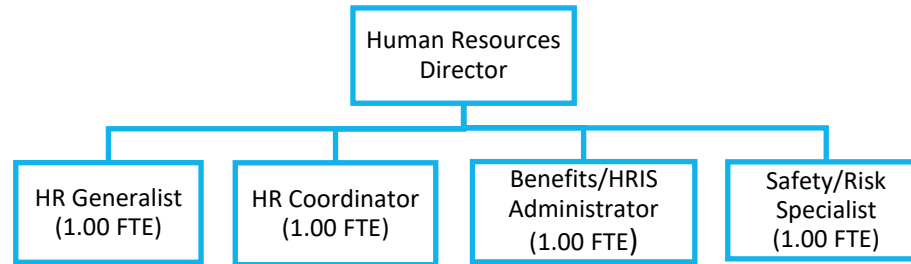 Human Resources
Director
HR Generalist
(1.00 FTE)
HR Coordinator
(1.00 FTE)
Benefits/HRIS
Administrator
(1.00 FTE)
Safety/Risk
Specialist
(1.00 FTE)